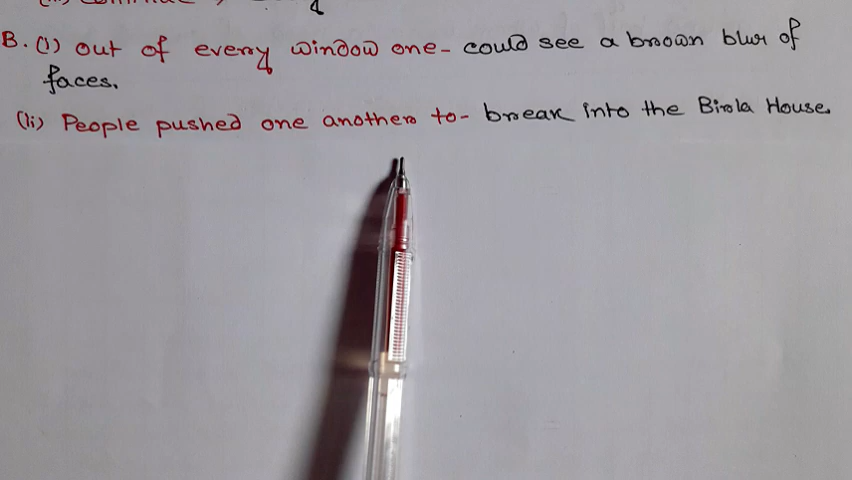 B. (i) out of every window one - could see a brown blur of
faces.
(ii) People pushed one another to - break into the Birla House.